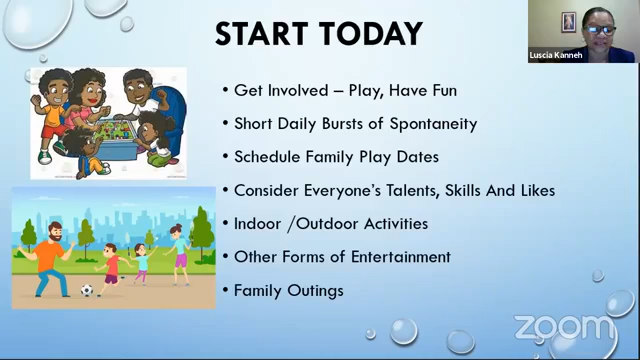 START TODAY
Luscia Kanneh
• Get Involved – Play, Have Fun
• Short Daily Bursts of Spontaneity
• Schedule Family Play Dates
• Consider Everyone's Talents, Skills And Likes
• Indoor /Outdoor Activities
• Other Forms of Entertainment
• Family Outings
zoom